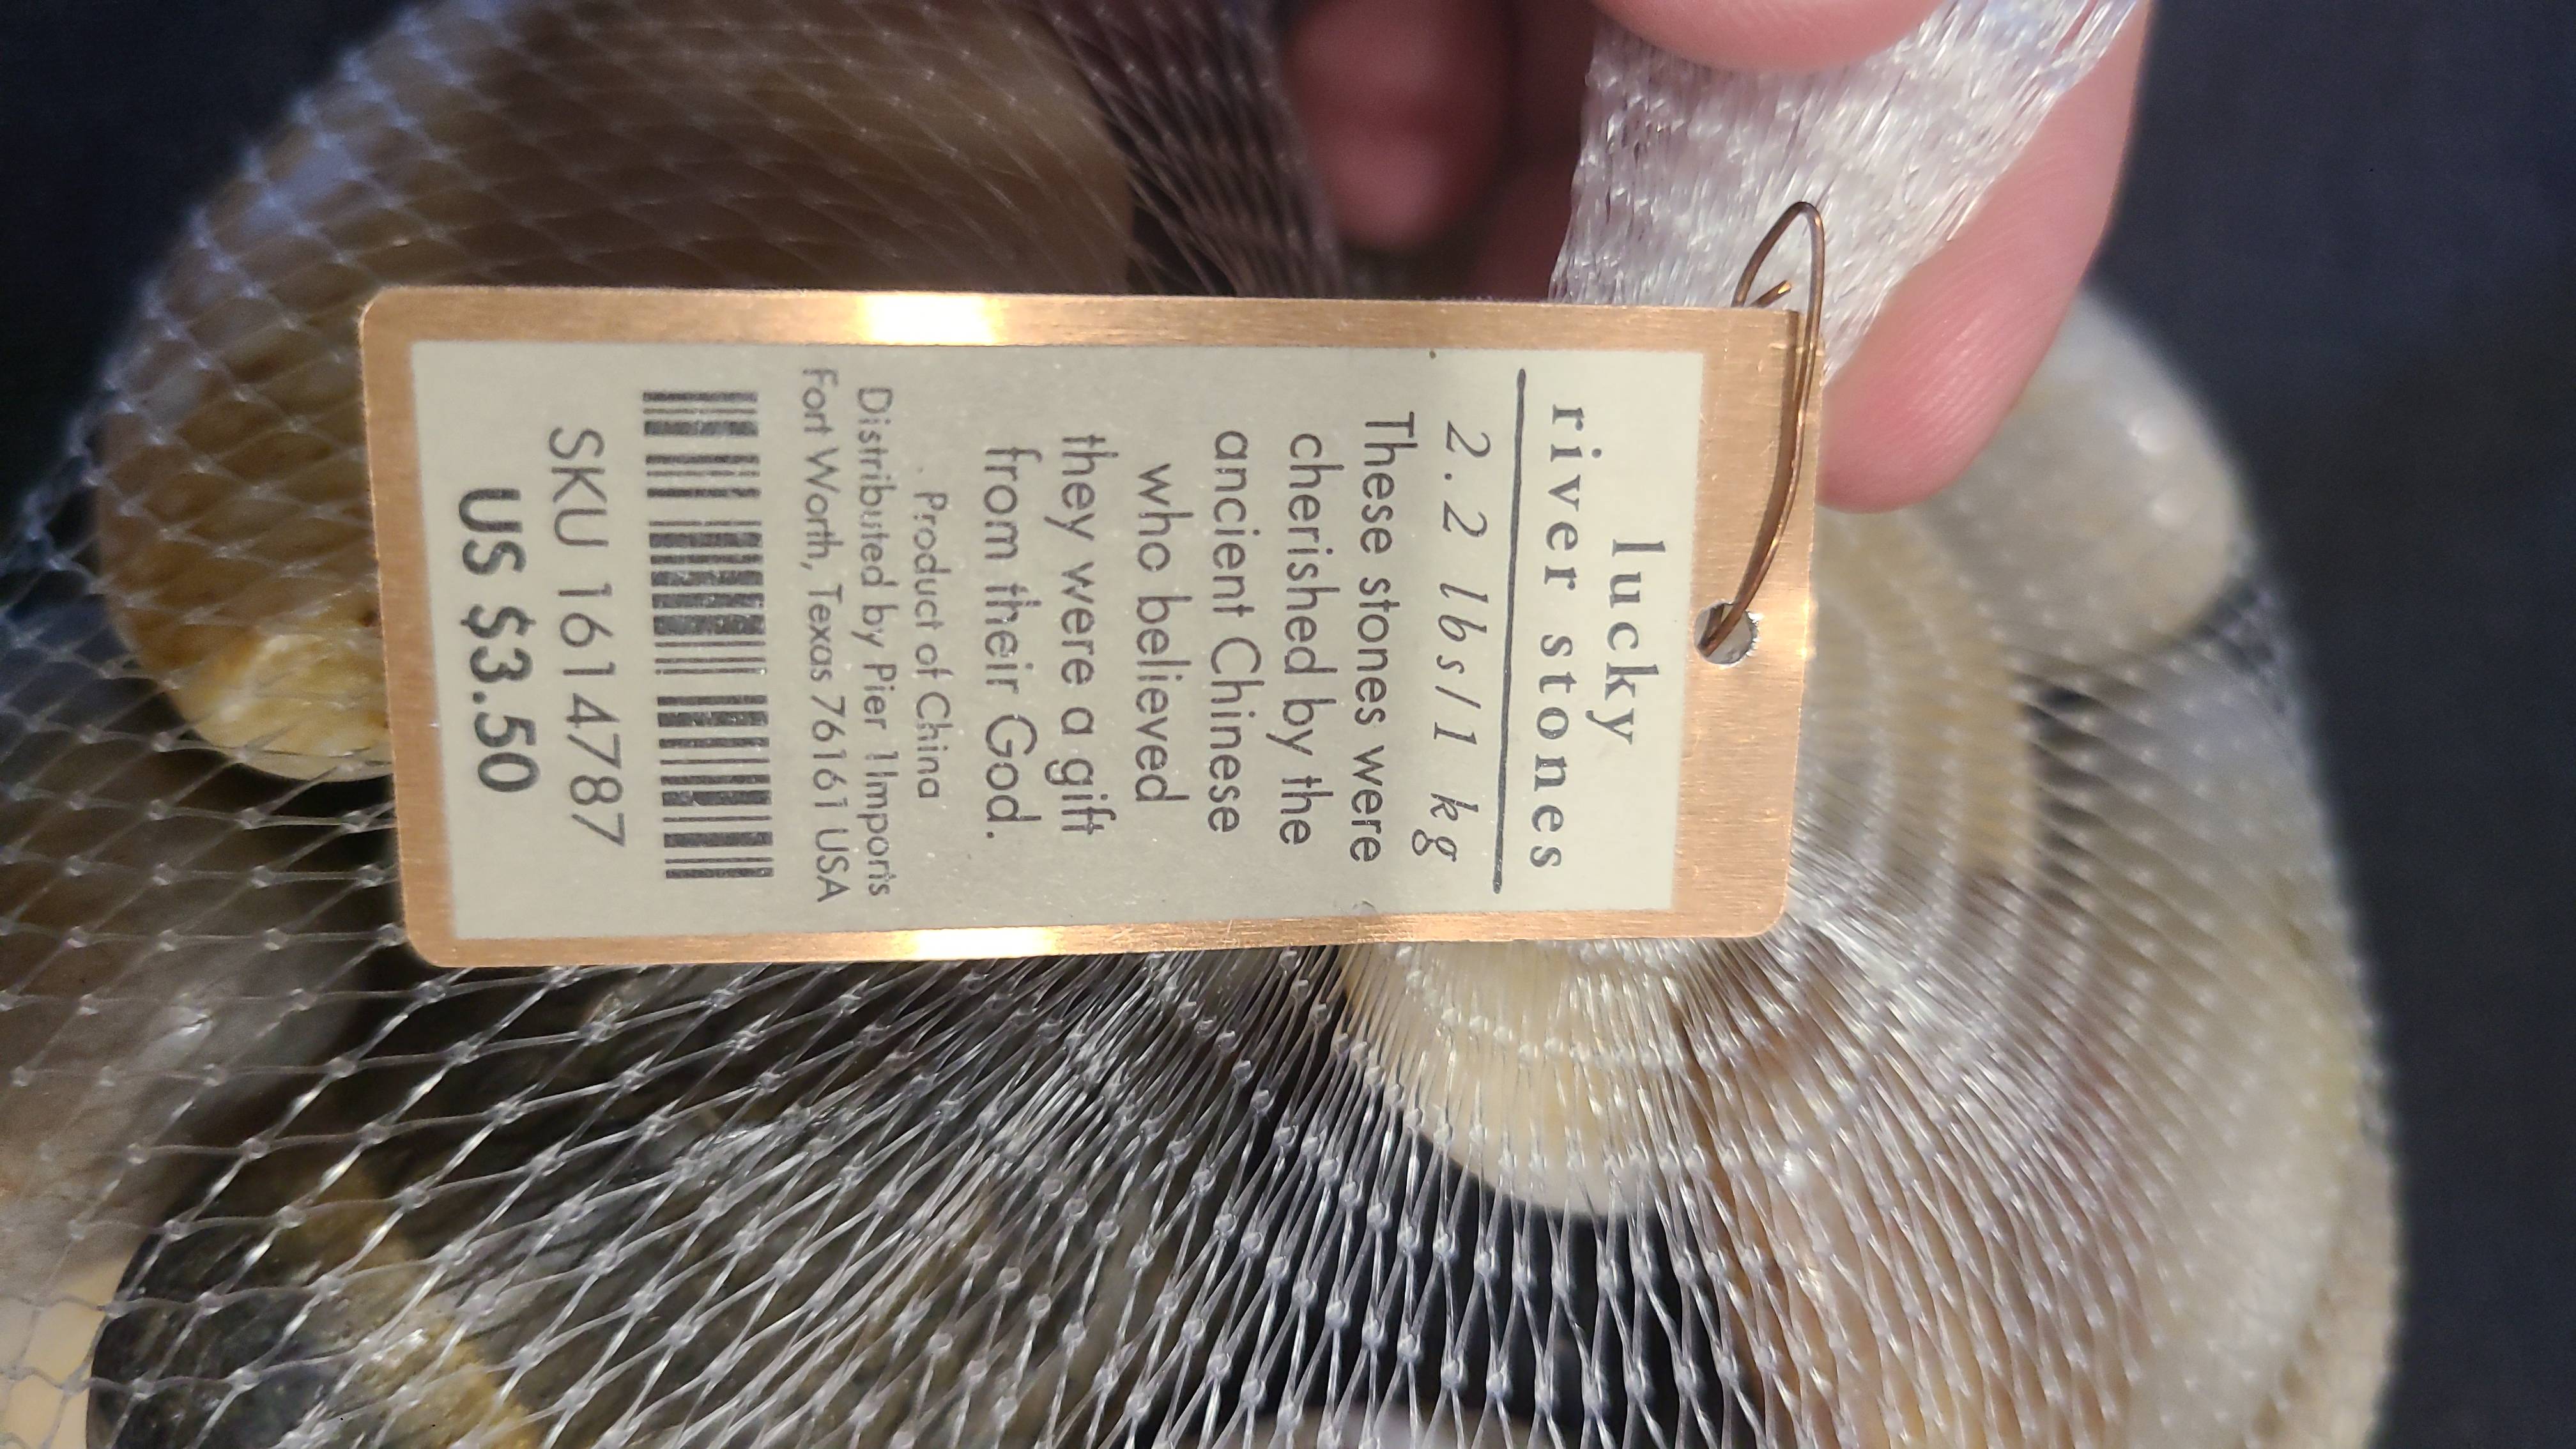 lucky
river stones
2.2 lbs/1 kg
These stones were
cherished by the
ancient Chinese
who believed
they were a gift
from their God.
Product of China
Distributed by Pier 1 Imports
Fort Worth, Texas 76161 USA
SKU 1614787
US $3.50